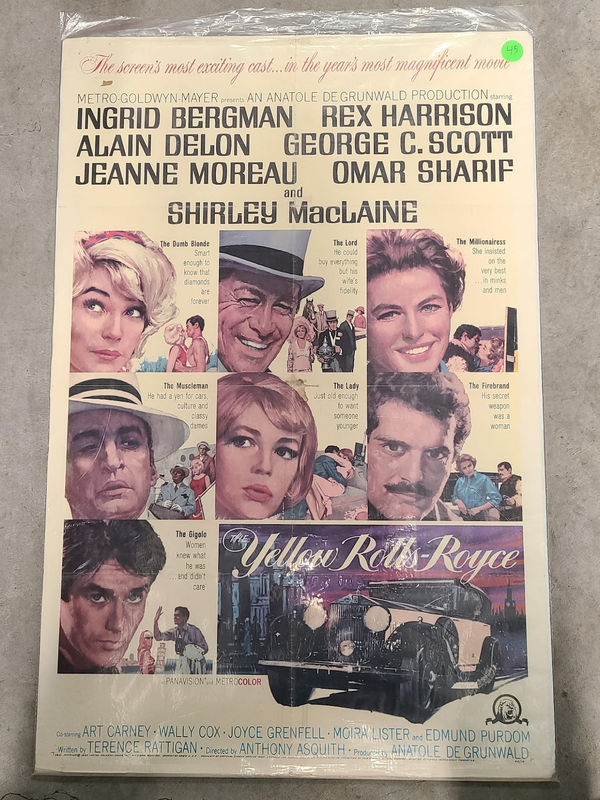 The screen's most exciting cast...in the year's most magnificent movie
45
METRO-GOLDWYN-MAYER presents AN ANATOLE DE GRUNWALD PRODUCTION starring
INGRID BERGMAN REX HARRISON
ALAIN DELON GEORGE C. SCOTT
JEANNE MOREAU OMAR SHARIF
and
SHIRLEY MacLAINE
The Dumb Blonde
Smart
enough to
know that
diamonds
are
forever
The Lord
He could
buy everything
but his
wife's
fidelity
The Millionairess
She insisted
on the
very best
...in minks
and men
The Muscleman
He had a yen for cars,
culture and
classy
dames
The Lady
Just old enough
to want
someone
younger
The Firebrand
His secret
weapon
was a
woman
The Gigolo
Women
knew what
he was
...and didn't
care
THE
Yellow Rolls-Royce
in PANAVISION and METROCOLOR
Co-starring ART CARNEY · WALLY COX · JOYCE GRENFELL · MOIRA LISTER and EDMUND PURDOM
Written by TERENCE RATTIGAN · Directed by ANTHONY ASQUITH · Produced by ANATOLE DE GRUNWALD